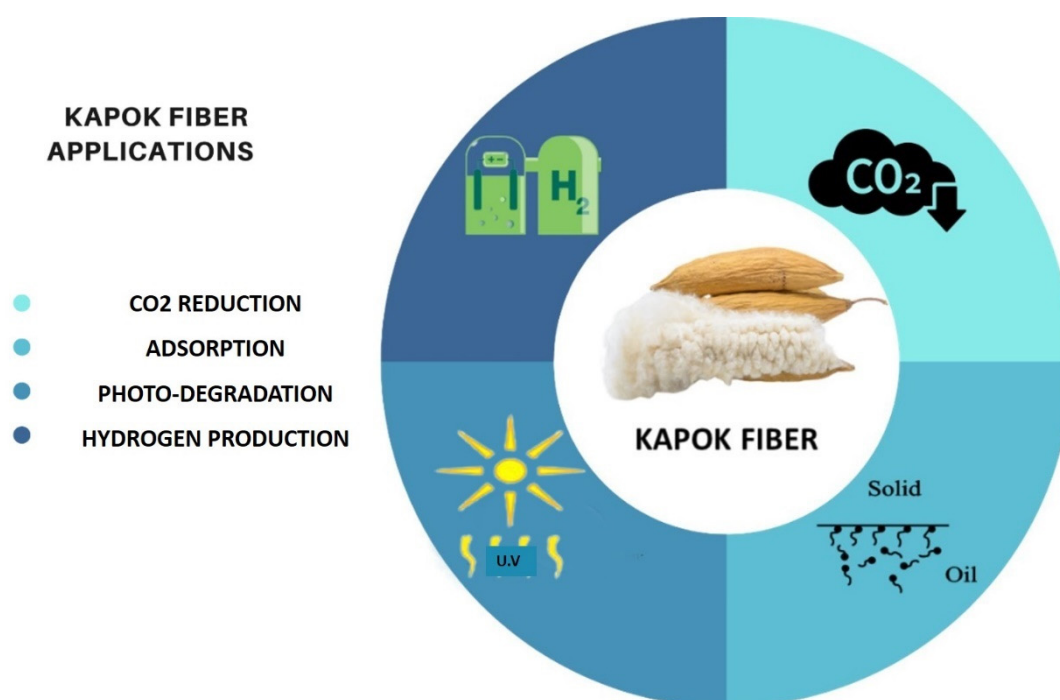 KAPOK FIBER
APPLICATIONS
CO2 REDUCTION
ADSORPTION
PHOTO-DEGRADATION
HYDROGEN PRODUCTION
+ -
H2
CO2
KAPOK FIBER
U.V
Solid
Oil